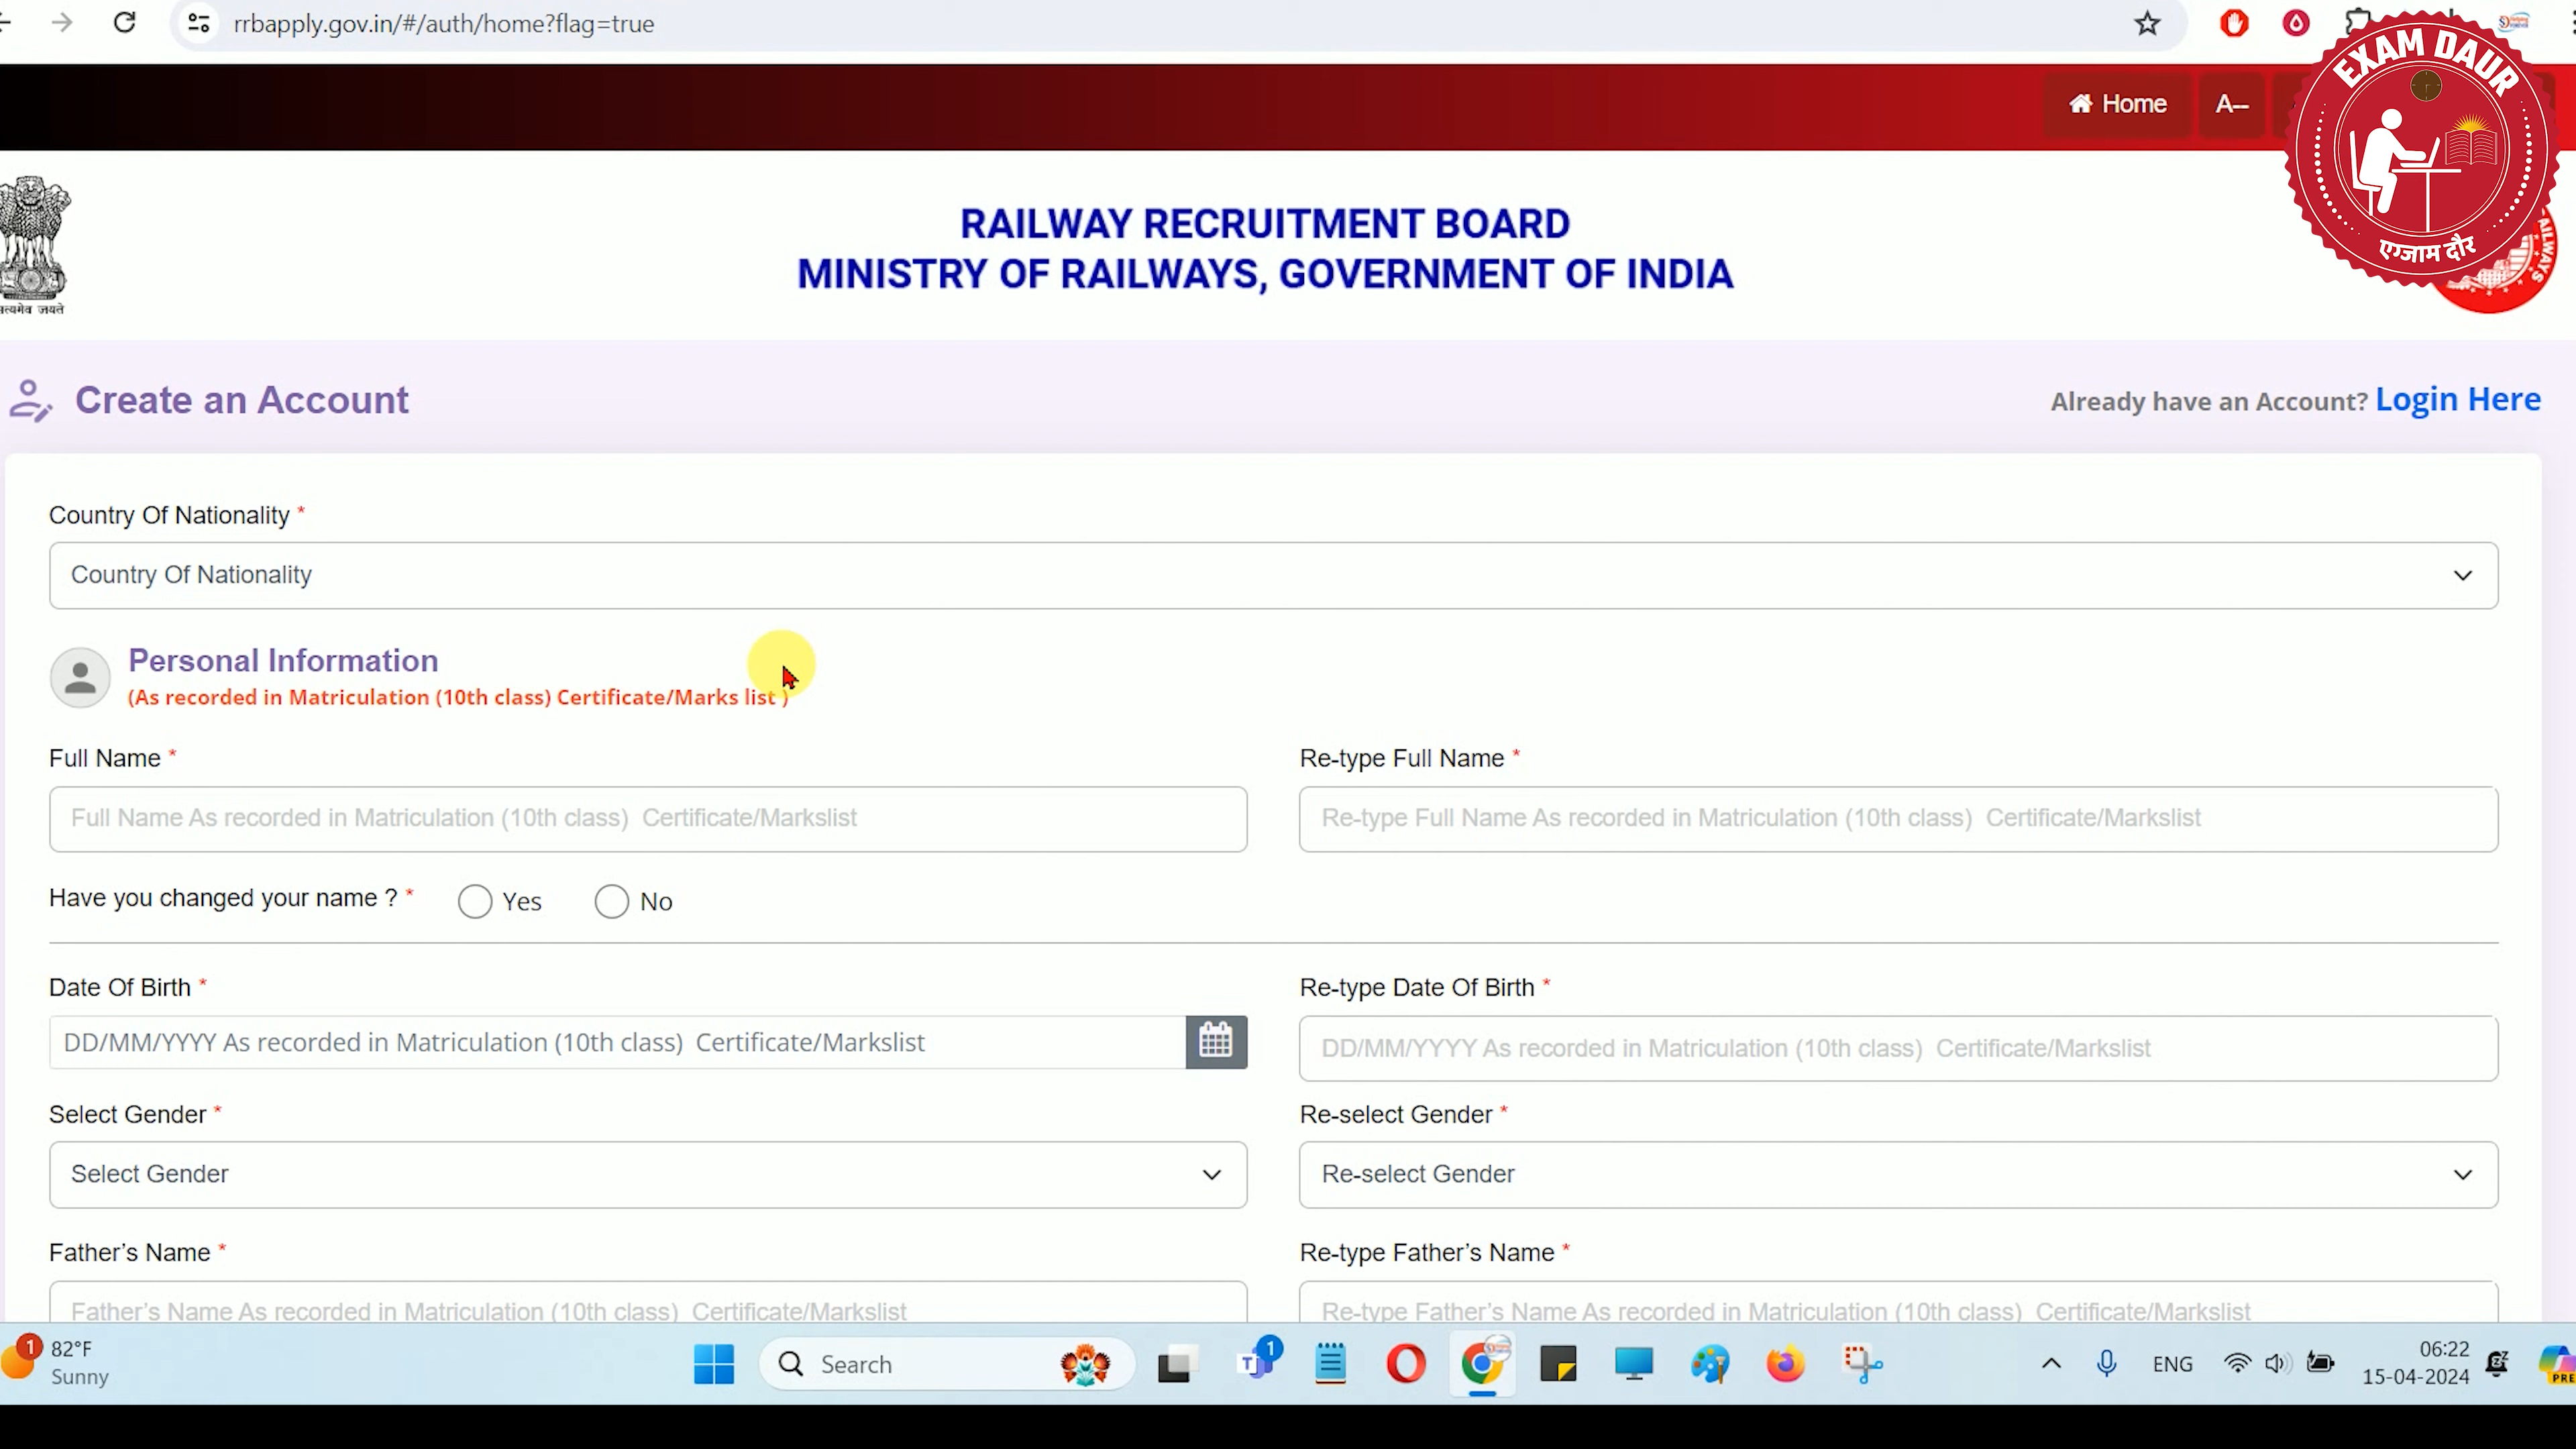 rrbapply.gov.in/#/auth/home?flag=true
Home
A--
EXAM DAUR
एग्जाम दौर
सत्यमेव जयते
RAILWAY RECRUITMENT BOARD
MINISTRY OF RAILWAYS, GOVERNMENT OF INDIA
Create an Account
Already have an Account? Login Here
Country Of Nationality *
Country Of Nationality
Personal Information
(As recorded in Matriculation (10th class) Certificate/Marks list )
Full Name *
Re-type Full Name *
Full Name As recorded in Matriculation (10th class) Certificate/Markslist
Re-type Full Name As recorded in Matriculation (10th class) Certificate/Markslist
Have you changed your name ? * Yes No
Date Of Birth *
Re-type Date Of Birth *
DD/MM/YYYY As recorded in Matriculation (10th class) Certificate/Markslist
DD/MM/YYYY As recorded in Matriculation (10th class) Certificate/Markslist
Select Gender *
Re-select Gender *
Select Gender
Re-select Gender
Father’s Name *
Re-type Father’s Name *
Father’s Name As recorded in Matriculation (10th class) Certificate/Markslist
Re-type Father’s Name As recorded in Matriculation (10th class) Certificate/Markslist
1
82°F
Sunny
Search
1
ENG
06:22
15-04-2024
PRE